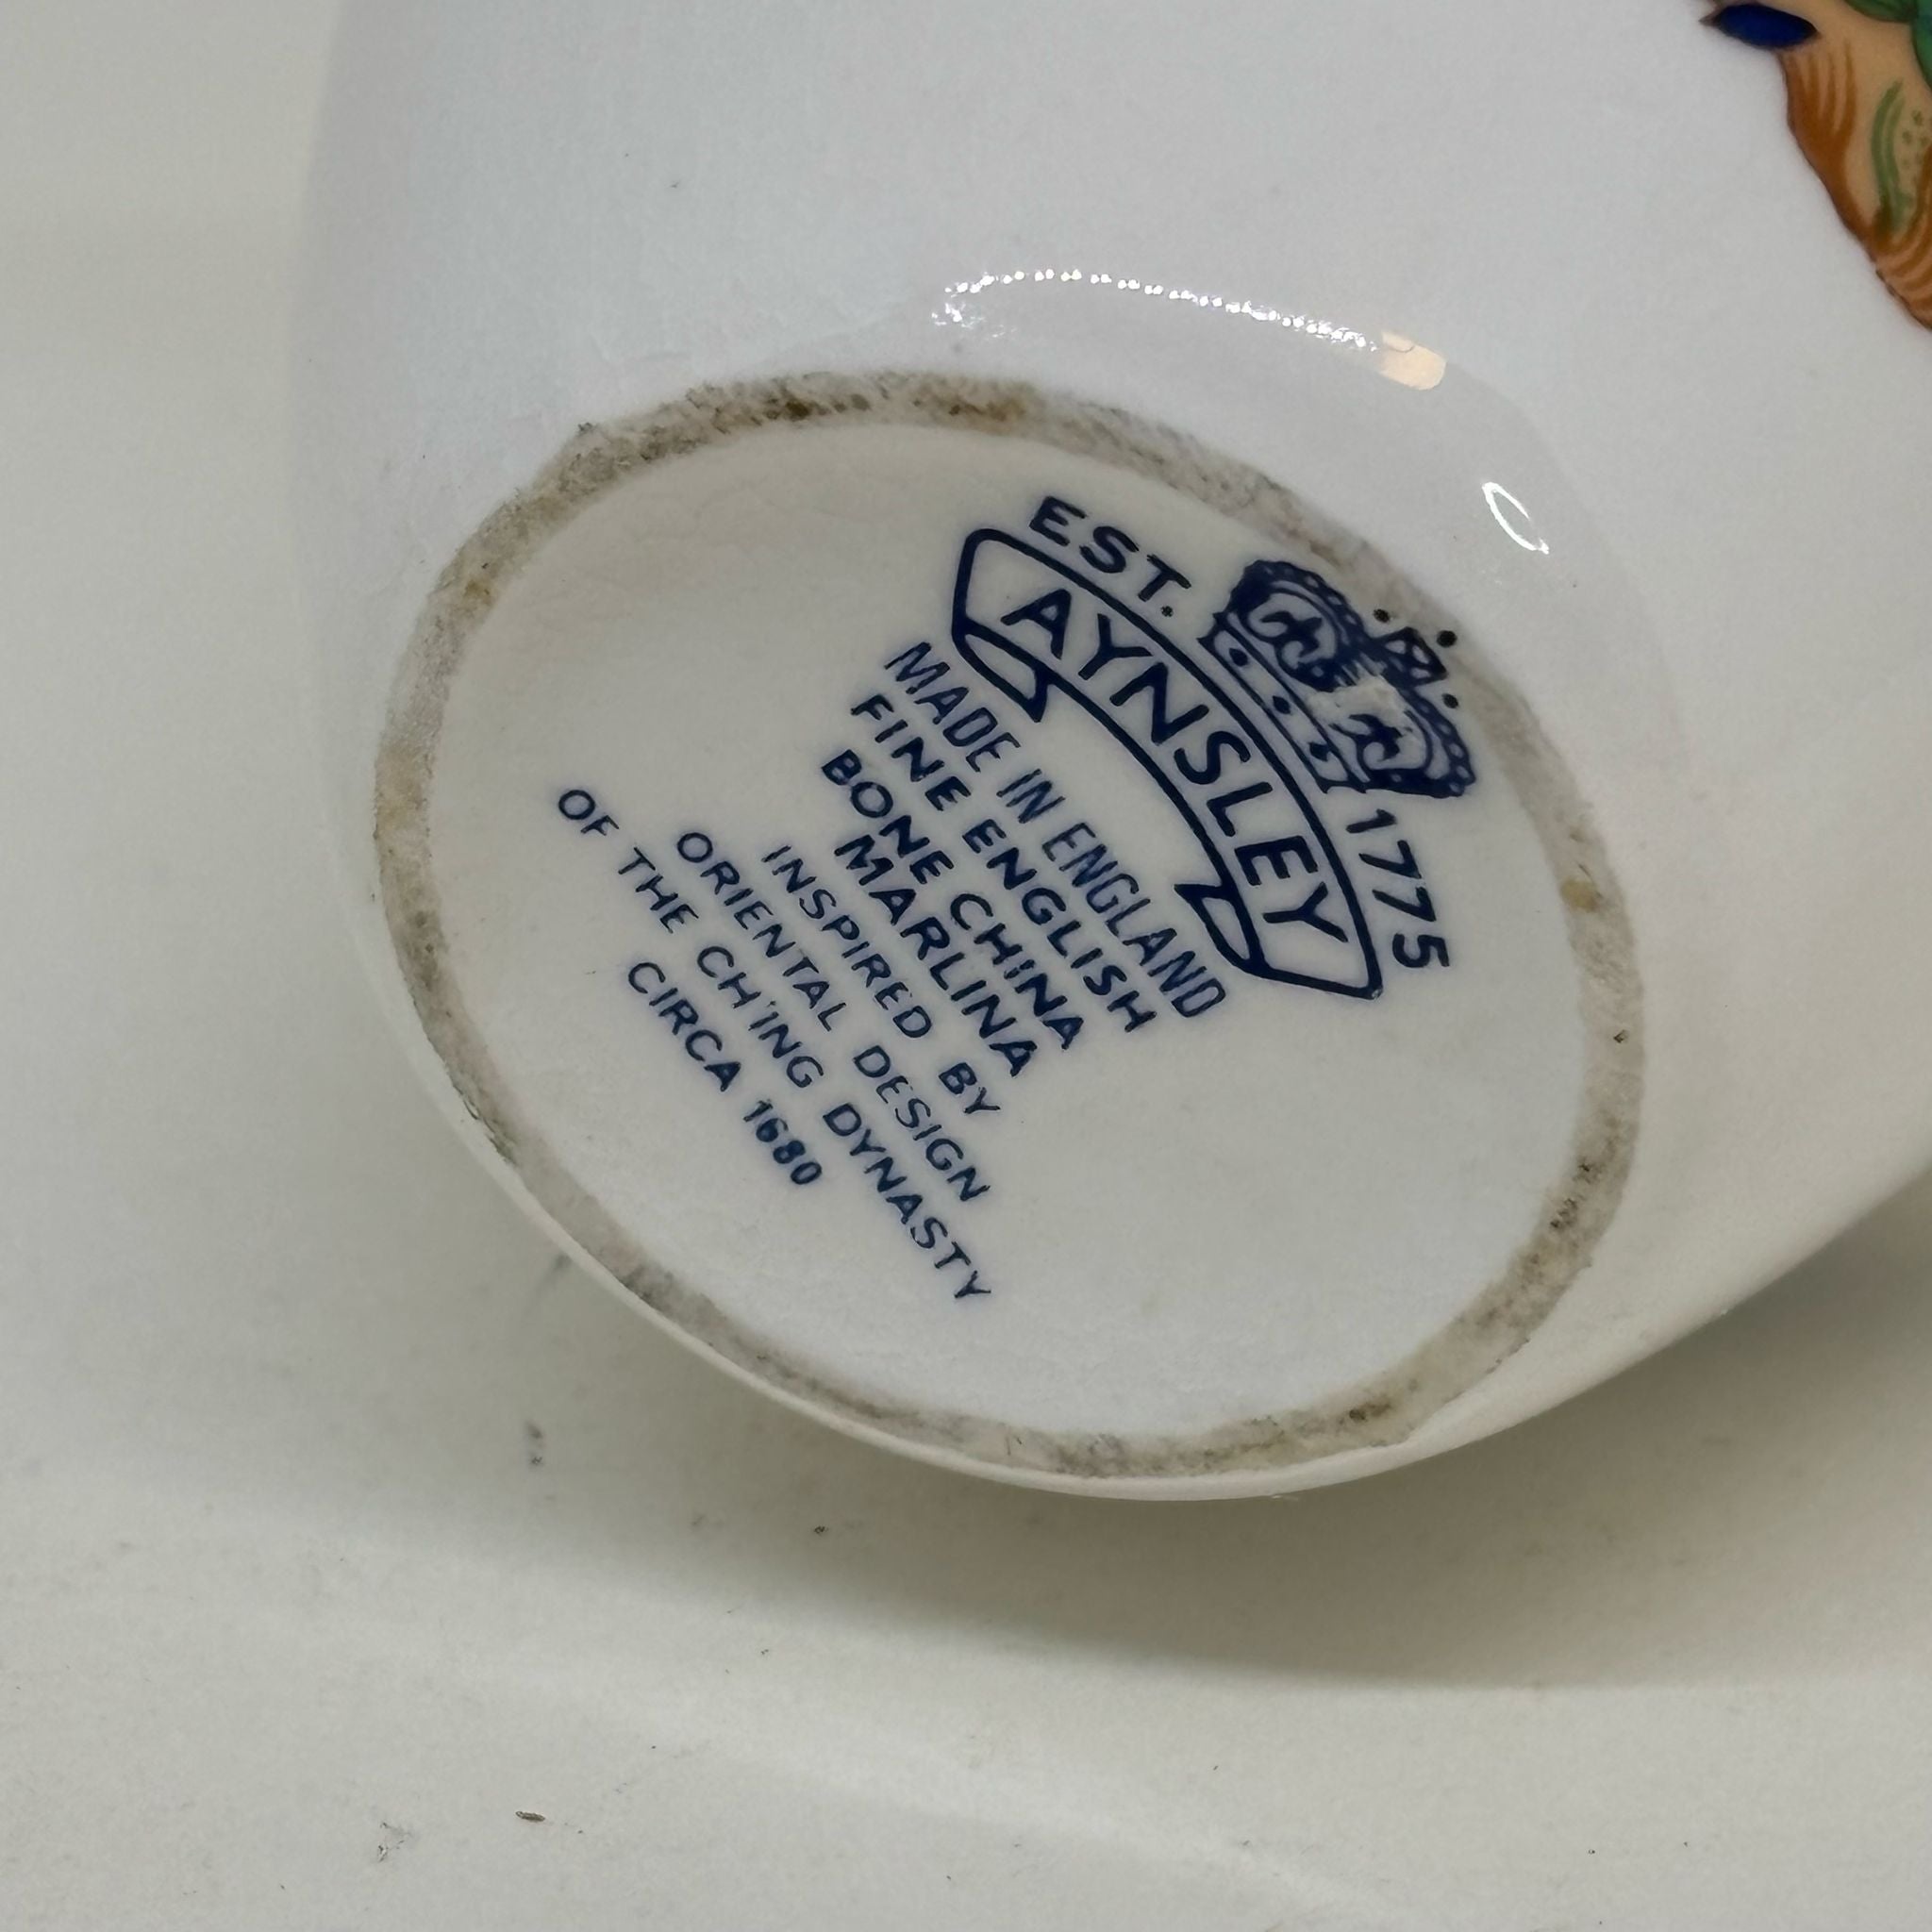 EST. 1775
AYNSLEY
MADE IN ENGLAND
FINE ENGLISH
BONE CHINA
MARLINA
INSPIRED BY
ORIENTAL DESIGN
OF THE CH'ING DYNASTY
CIRCA 1680